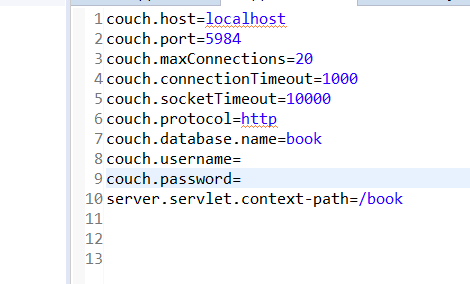 1 couch.host=localhost
2 couch.port=5984
3 couch.maxConnections=20
4 couch.connectionTimeout=1000
5 couch.socketTimeout=10000
6 couch.protocol=http
7 couch.database.name=book
8 couch.username=
9 couch.password=
10 server.servlet.context-path=/book
11
12
13